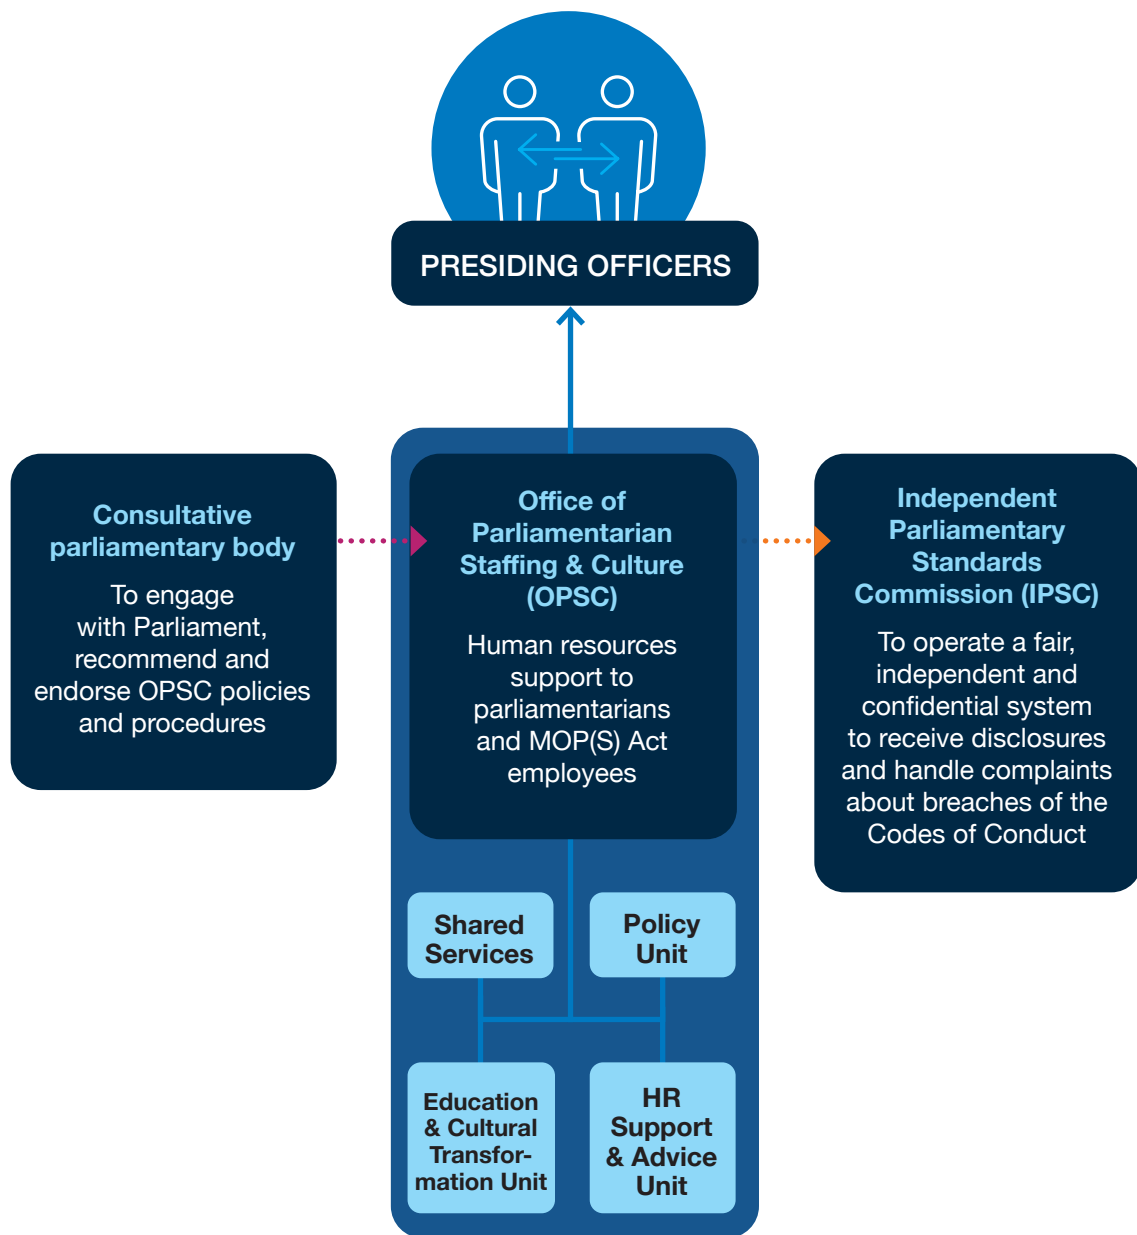 PRESIDING OFFICERS
Consultative
parliamentary body
To engage
with Parliament,
recommend and
endorse OPSC policies
and procedures
Office of
Parliamentarian
Staffing & Culture
(OPSC)
Human resources
support to
parliamentarians
and MOP(S) Act
employees
Independent
Parliamentary
Standards
Commission (IPSC)
To operate a fair,
independent and
confidential system
to receive disclosures
and handle complaints
about breaches of the
Codes of Conduct
Shared
Services
Policy
Unit
Education
& Cultural
Transfor-
mation Unit
HR
Support
& Advice
Unit